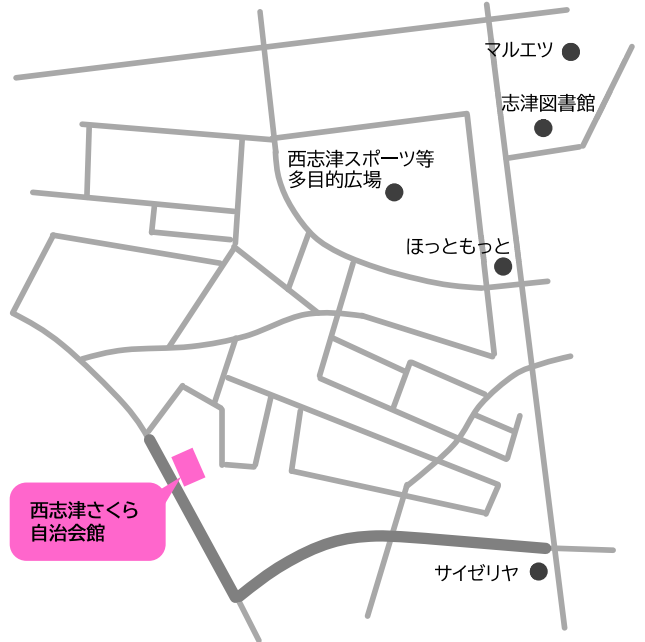 マルエツ
志津図書館
西志津スポーツ等
多目的広場
ほっともっと
西志津さくら
自治会館
サイゼリヤ